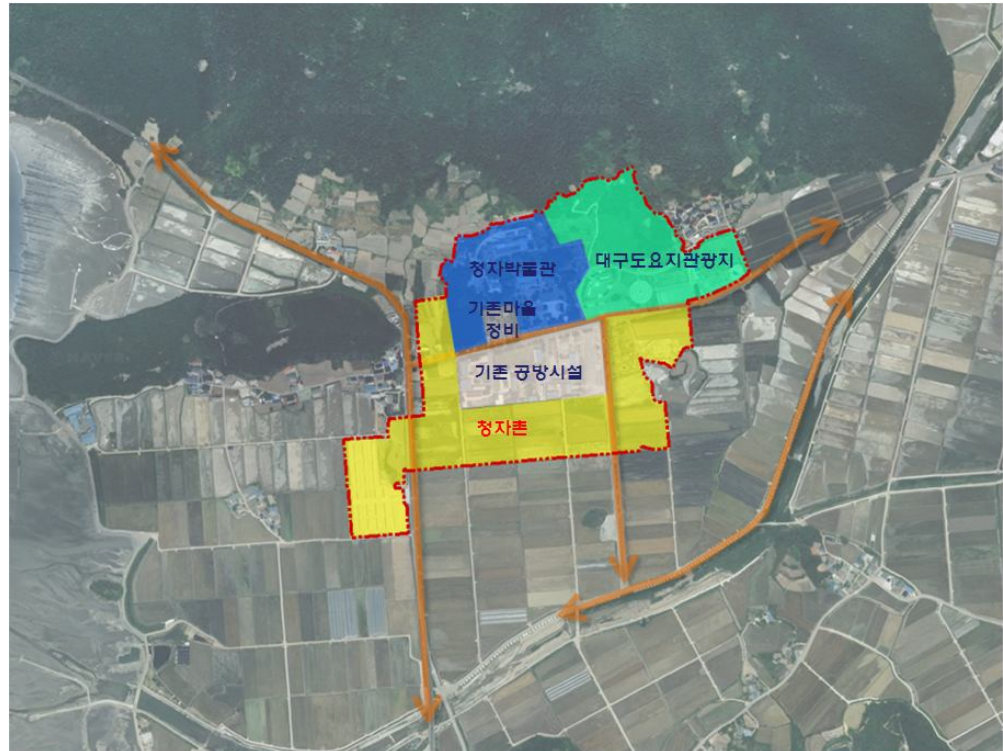 청자박물관
대구도요지관광지
기존마을
정비
기존 공방시설
청자촌